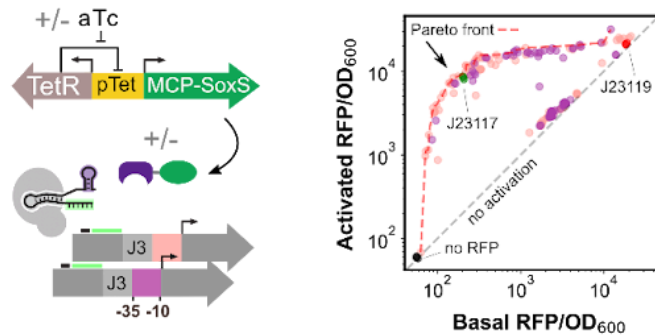 +/- aTc
TetR pTet MCP-SoxS
+/-
J3
J3
-35 -10
Activated RFP/OD600
10^4
10^3
10^2
Pareto front
J23119
J23117
no activation
no RFP
10^2 10^3 10^4
Basal RFP/OD600